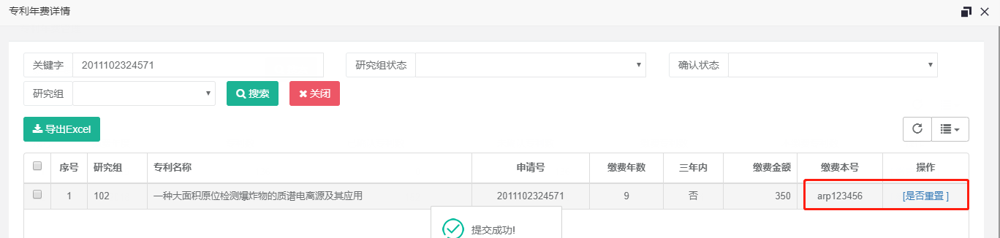 专利年费详情
关键字 2011102324571 研究组状态 确认状态
研究组 搜索 关闭
导出Excel
序号 研究组 专利名称 申请号 缴费年数 三年内 缴费金额 缴费本号 操作
1 102 一种大面积原位检测爆炸物的质谱电离源及其应用 2011102324571 9 否 350 arp123456 [是否重置 ]
提交成功!